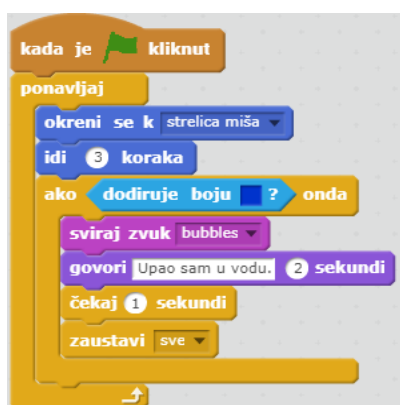 kada je kliknut
ponavljaj
okreni se k strelica miša
idi 3 koraka
ako dodiruje boju ? onda
sviraj zvuk bubbles
govori Upao sam u vodu. 2 sekundi
čekaj 1 sekundi
zaustavi sve